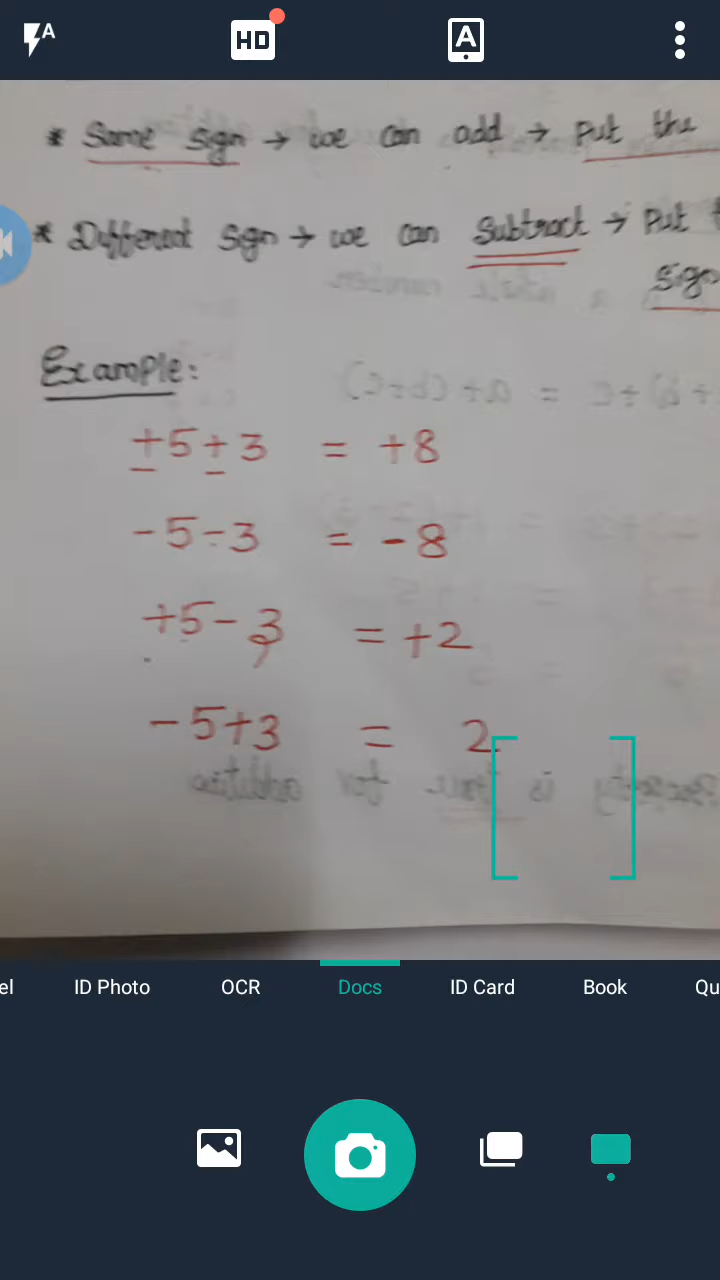 A
HD
A
* Same sign → we can add → Put the
* Different sign → we can Subtract → Put
sign
Example:
+5+3 = +8
-5-3 = -8
+5-3 = +2
-5+3 = 2
ID Photo
OCR
Docs
ID Card
Book